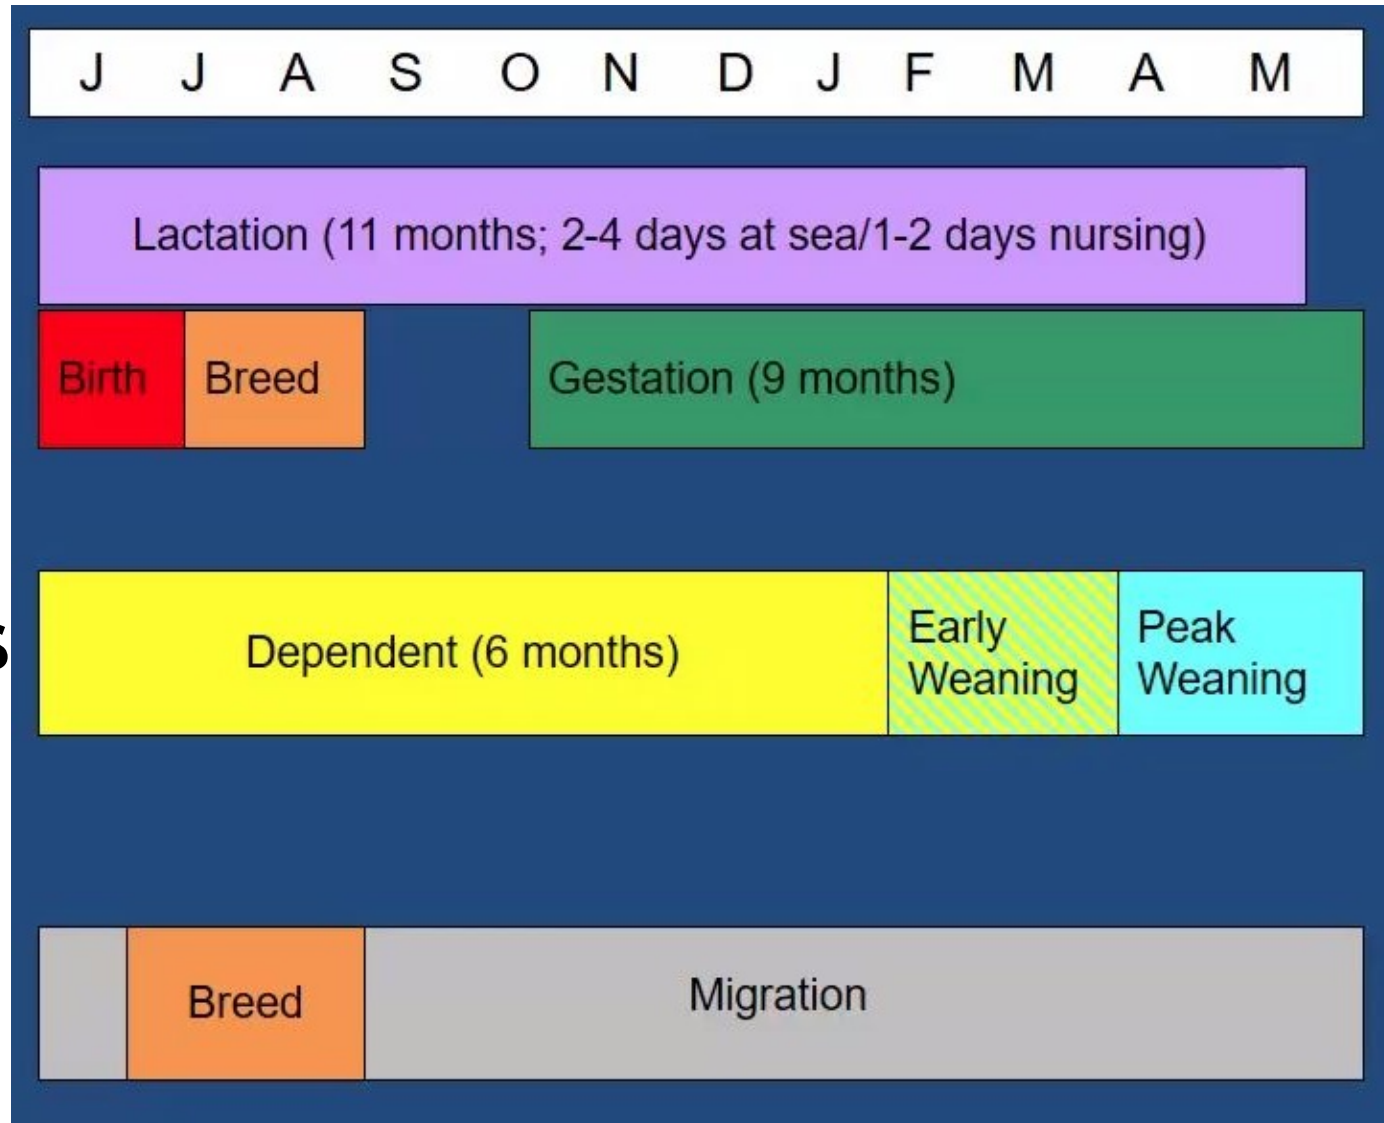 J J A S O N D J F M A M
Lactation (11 months; 2-4 days at sea/1-2 days nursing)
Birth Breed Gestation (9 months)
Dependent (6 months)
Early
Weaning
Peak
Weaning
Breed Migration